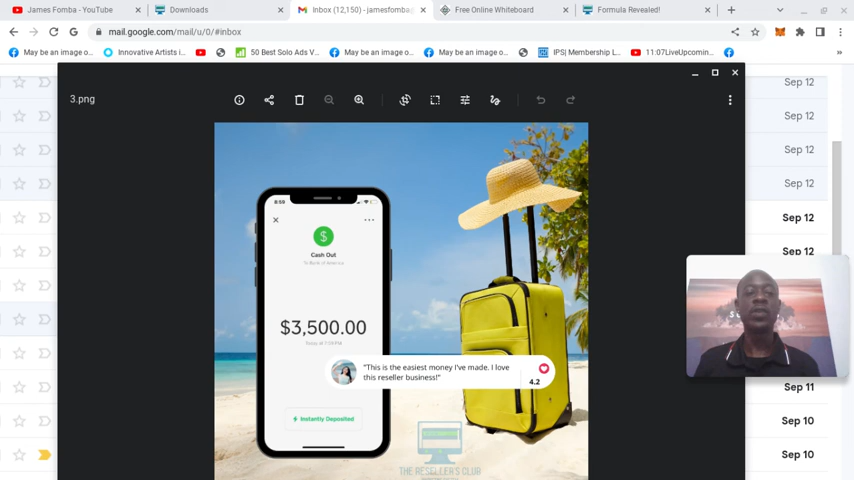 James Fomba - YouTube
Downloads
Inbox (12,150) - jamesfomba@
Free Online Whiteboard
Formula Revealed!
mail.google.com/mail/u/0/#inbox
May be an image o...
Innovative Artists i...
50 Best Solo Ads V...
May be an image o...
May be an image o...
IPS| Membership L...
11:07LiveUpcomin...
3.png
Sep 12
Sep 12
Sep 12
Sep 12
Sep 12
Sep 12
8:59
$
Cash Out
To Bank of America
$3,500.00
Today at 7:59PM
"This is the easiest money I've made. I love
this reseller business!"
4.2
Instantly Deposited
THE RESELLER'S CLUB
Sep 11
Sep 10
Sep 10